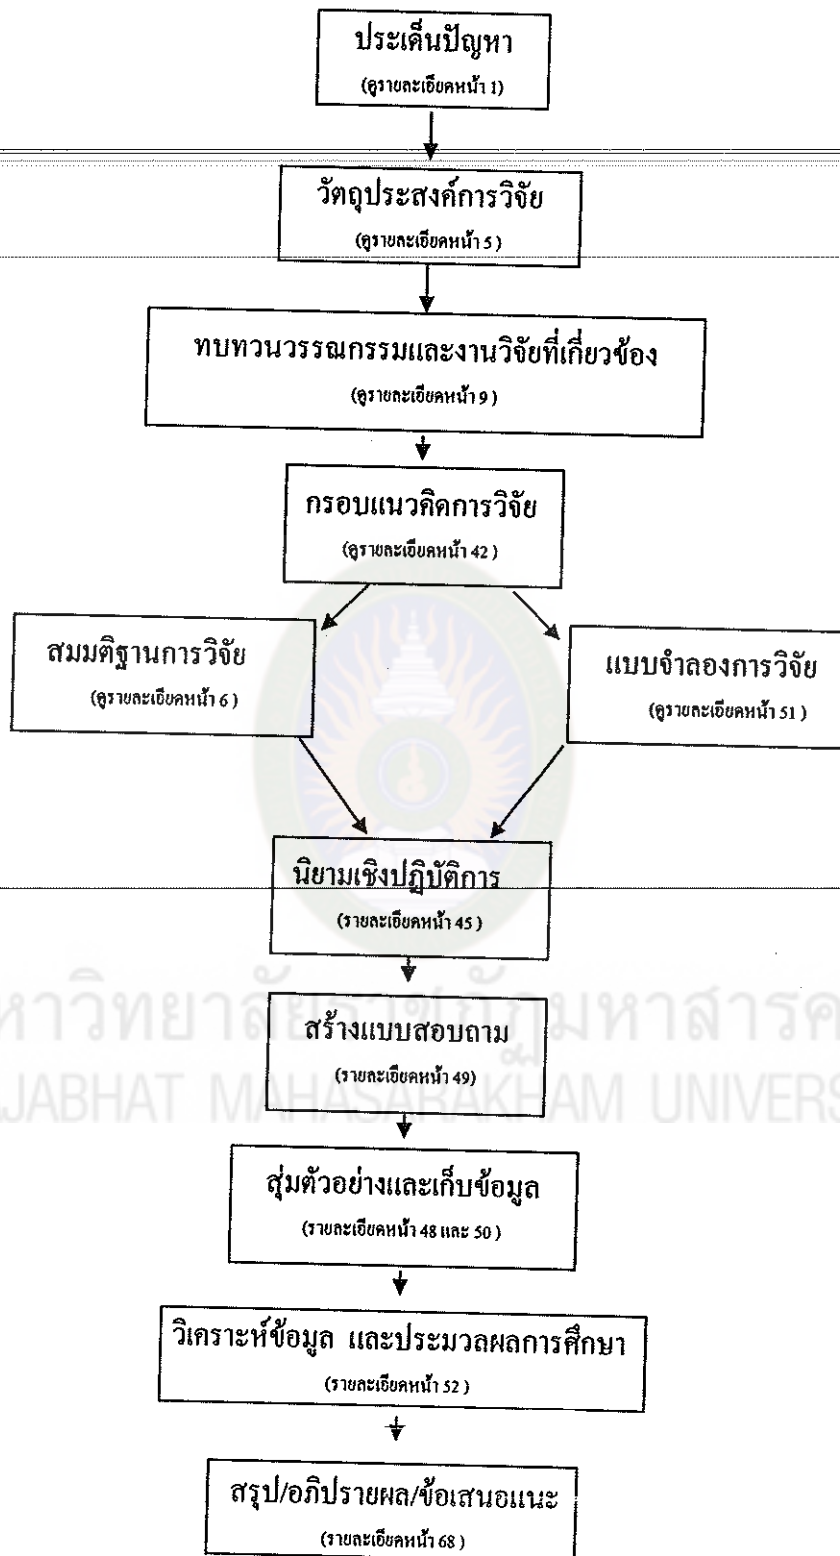 ประเด็นปัญหา
(ดูรายละเอียดหน้า 1)
วัตถุประสงค์การวิจัย
(ดูรายละเอียดหน้า 5 )
ทบทวนวรรณกรรมและงานวิจัยที่เกี่ยวข้อง
(ดูรายละเอียดหน้า 9 )
กรอบแนวคิดการวิจัย
(ดูรายละเอียดหน้า 42 )
สมมติฐานการวิจัย
(ดูรายละเอียดหน้า 6 )
แบบจำลองการวิจัย
(ดูรายละเอียดหน้า 51 )
นิยามเชิงปฏิบัติการ
(รายละเอียดหน้า 45 )
หาวิทยาลัยราชภัฏมหาสารค
สร้างแบบสอบถาม
(รายละเอียดหน้า 49)
JABHAT MAHASARAKHAM UNIVERS
สุ่มตัวอย่างและเก็บข้อมูล
(รายละเอียดหน้า 48 และ 50 )
วิเคราะห์ข้อมูล และประมวลผลการศึกษา
(รายละเอียดหน้า 52 )
สรุป/อภิปรายผล/ข้อเสนอแนะ
(รายละเอียดหน้า 68 )